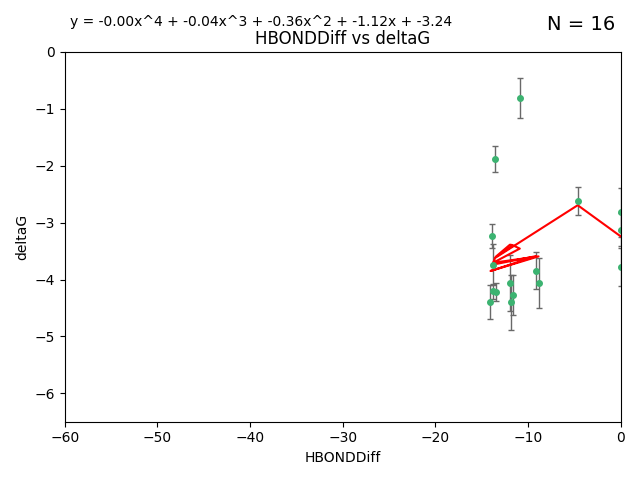 y = -0.00x^4 + -0.04x^3 + -0.36x^2 + -1.12x + -3.24
N = 16
HBONDDiff vs deltaG
0
−1
−2
−3
−4
−5
−6
deltaG
−60
−50
−40
−30
−20
−10
0
HBONDDiff